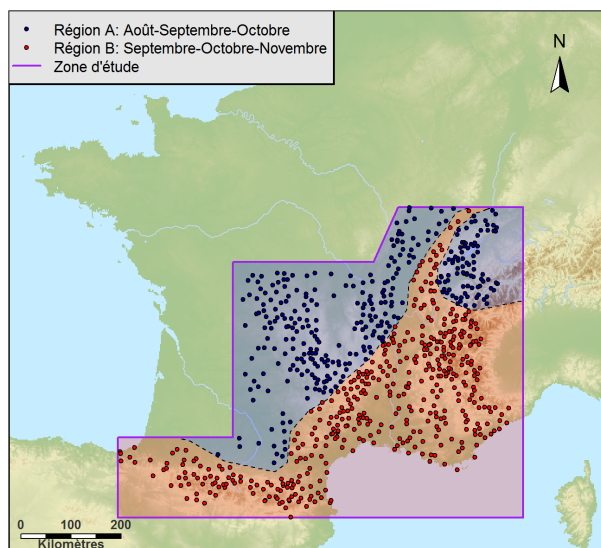 Région A: Août-Septembre-Octobre
Région B: Septembre-Octobre-Novembre
Zone d'étude
N
0 100 200
Kilomètres